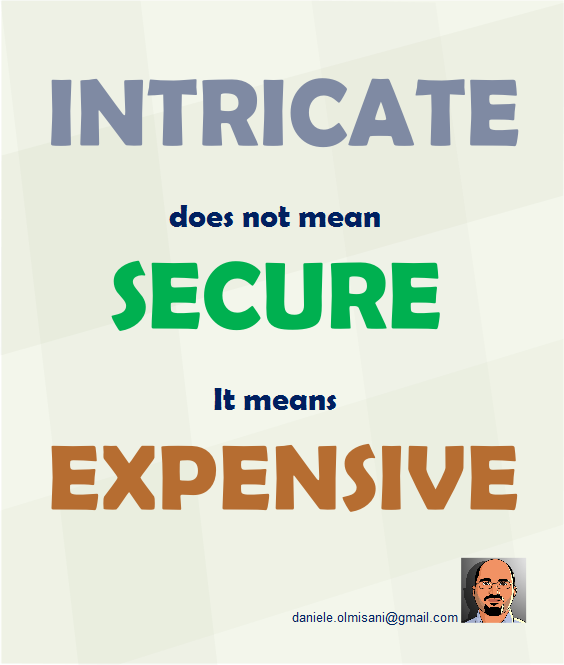 INTRICATE
does not mean
SECURE
It means
EXPENSIVE
daniele.olmisani@gmail.com